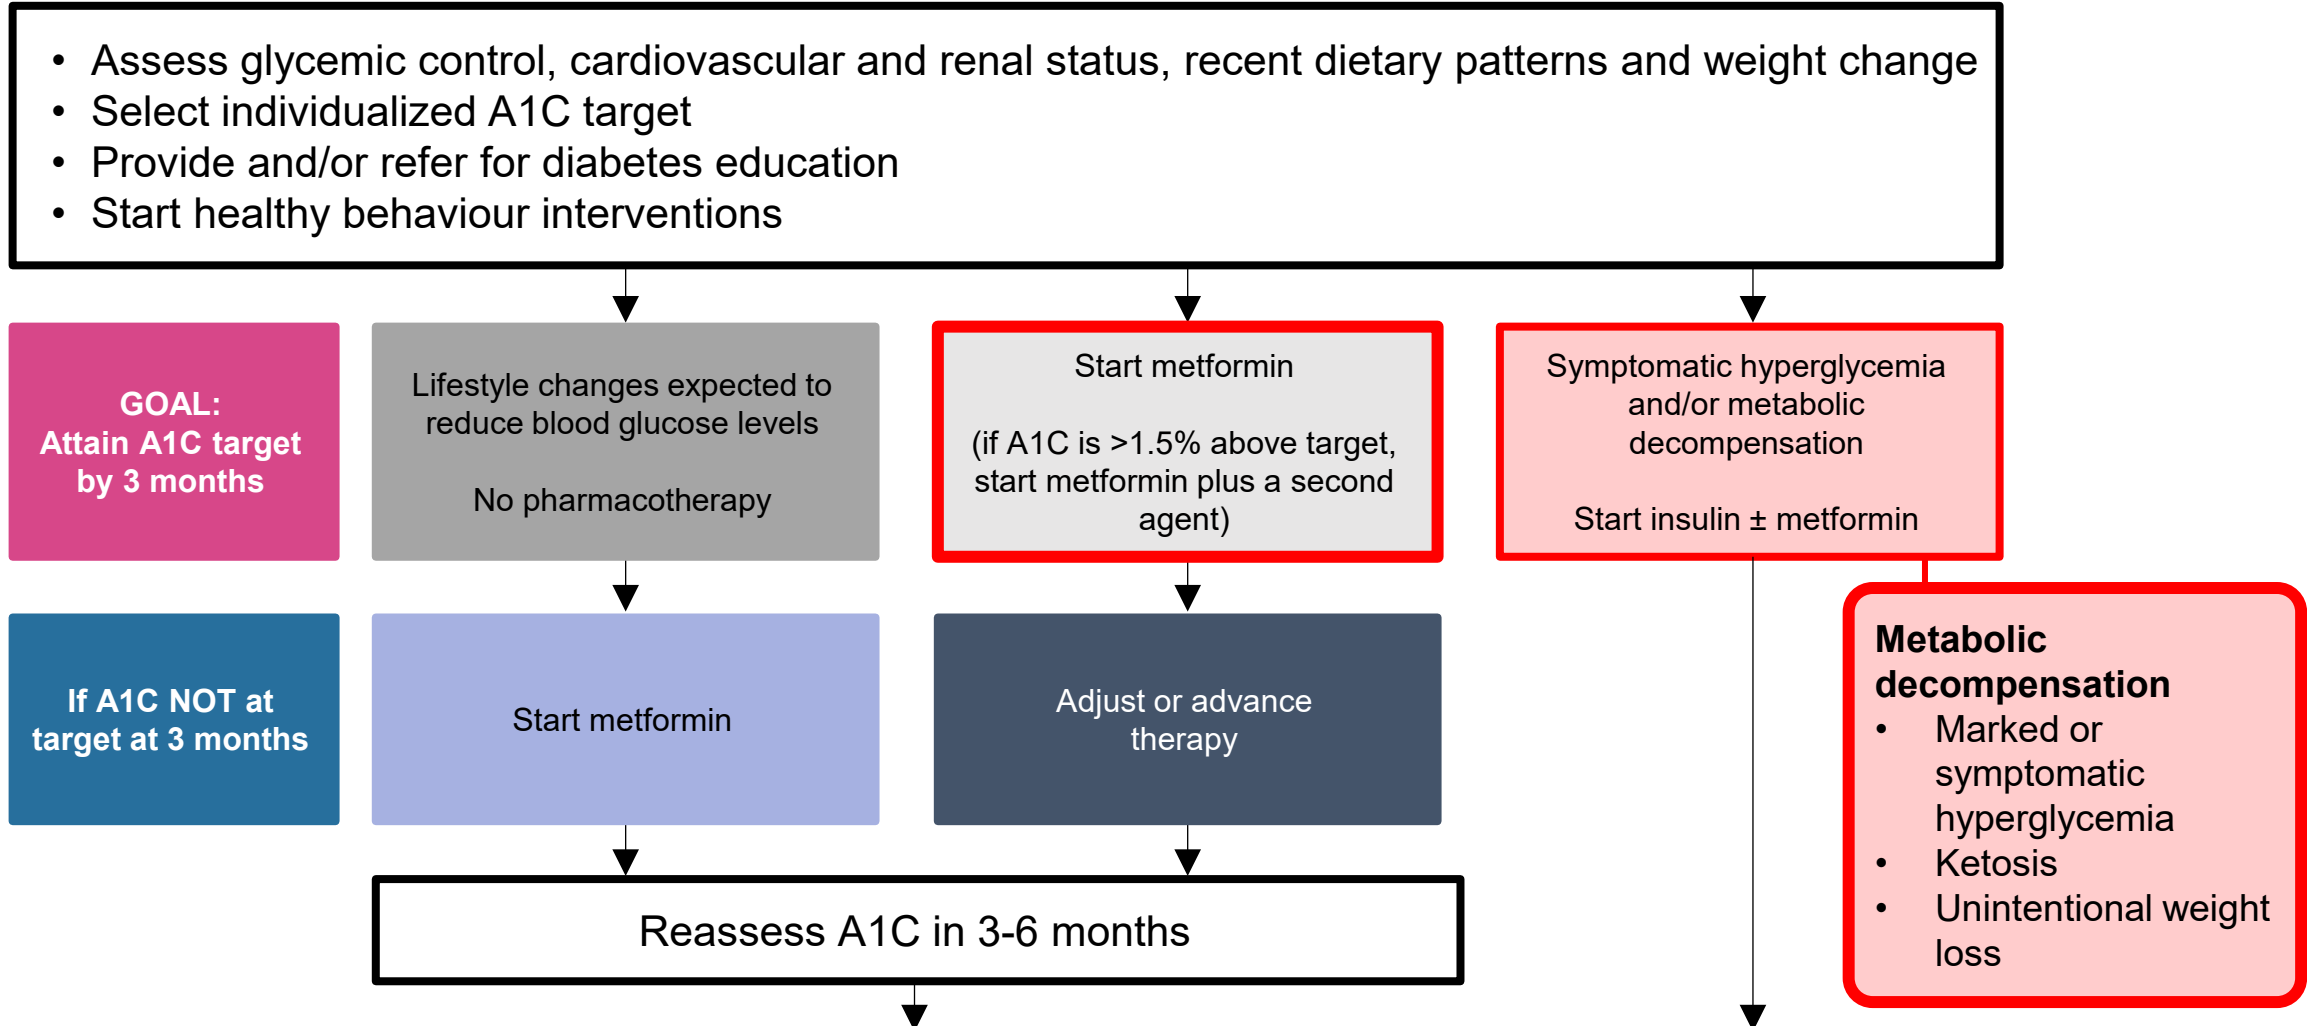 • Assess glycemic control, cardiovascular and renal status, recent dietary patterns and weight change
• Select individualized A1C target
• Provide and/or refer for diabetes education
• Start healthy behaviour interventions
GOAL:
Attain A1C target
by 3 months
Lifestyle changes expected to
reduce blood glucose levels
No pharmacotherapy
Start metformin
(if A1C is >1.5% above target,
start metformin plus a second
agent)
Symptomatic hyperglycemia
and/or metabolic
decompensation
Start insulin ± metformin
If A1C NOT at
target at 3 months
Start metformin
Adjust or advance
therapy
Metabolic
decompensation
• Marked or
symptomatic
hyperglycemia
• Ketosis
• Unintentional weight
loss
Reassess A1C in 3-6 months